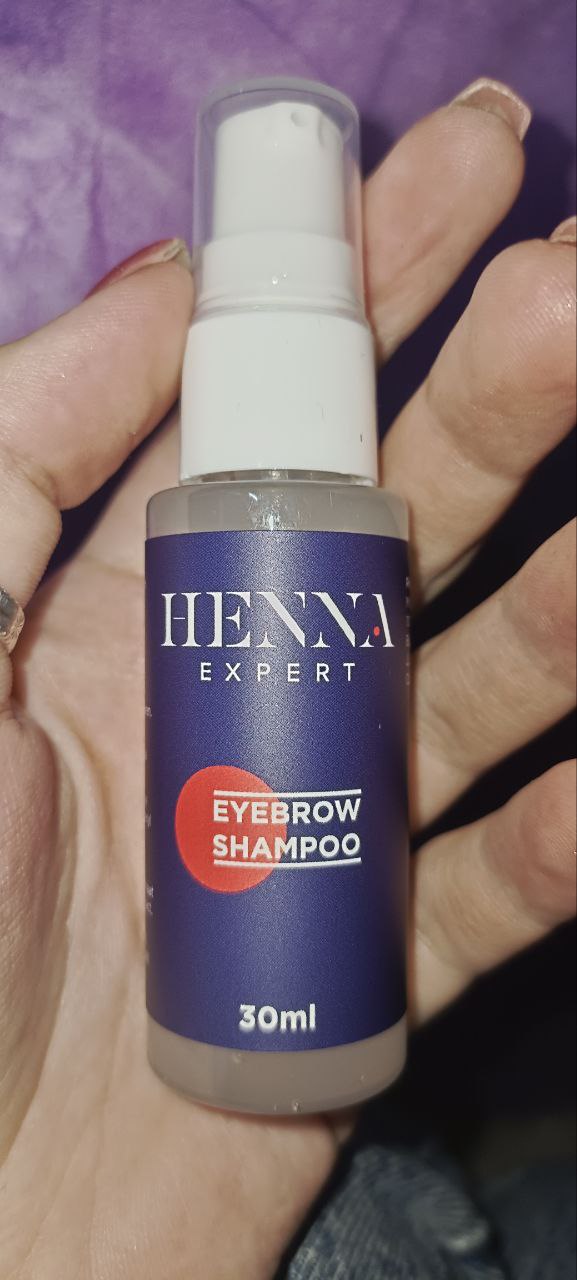 HENNA
EXPERT
EYEBROW
SHAMPOO
30ml